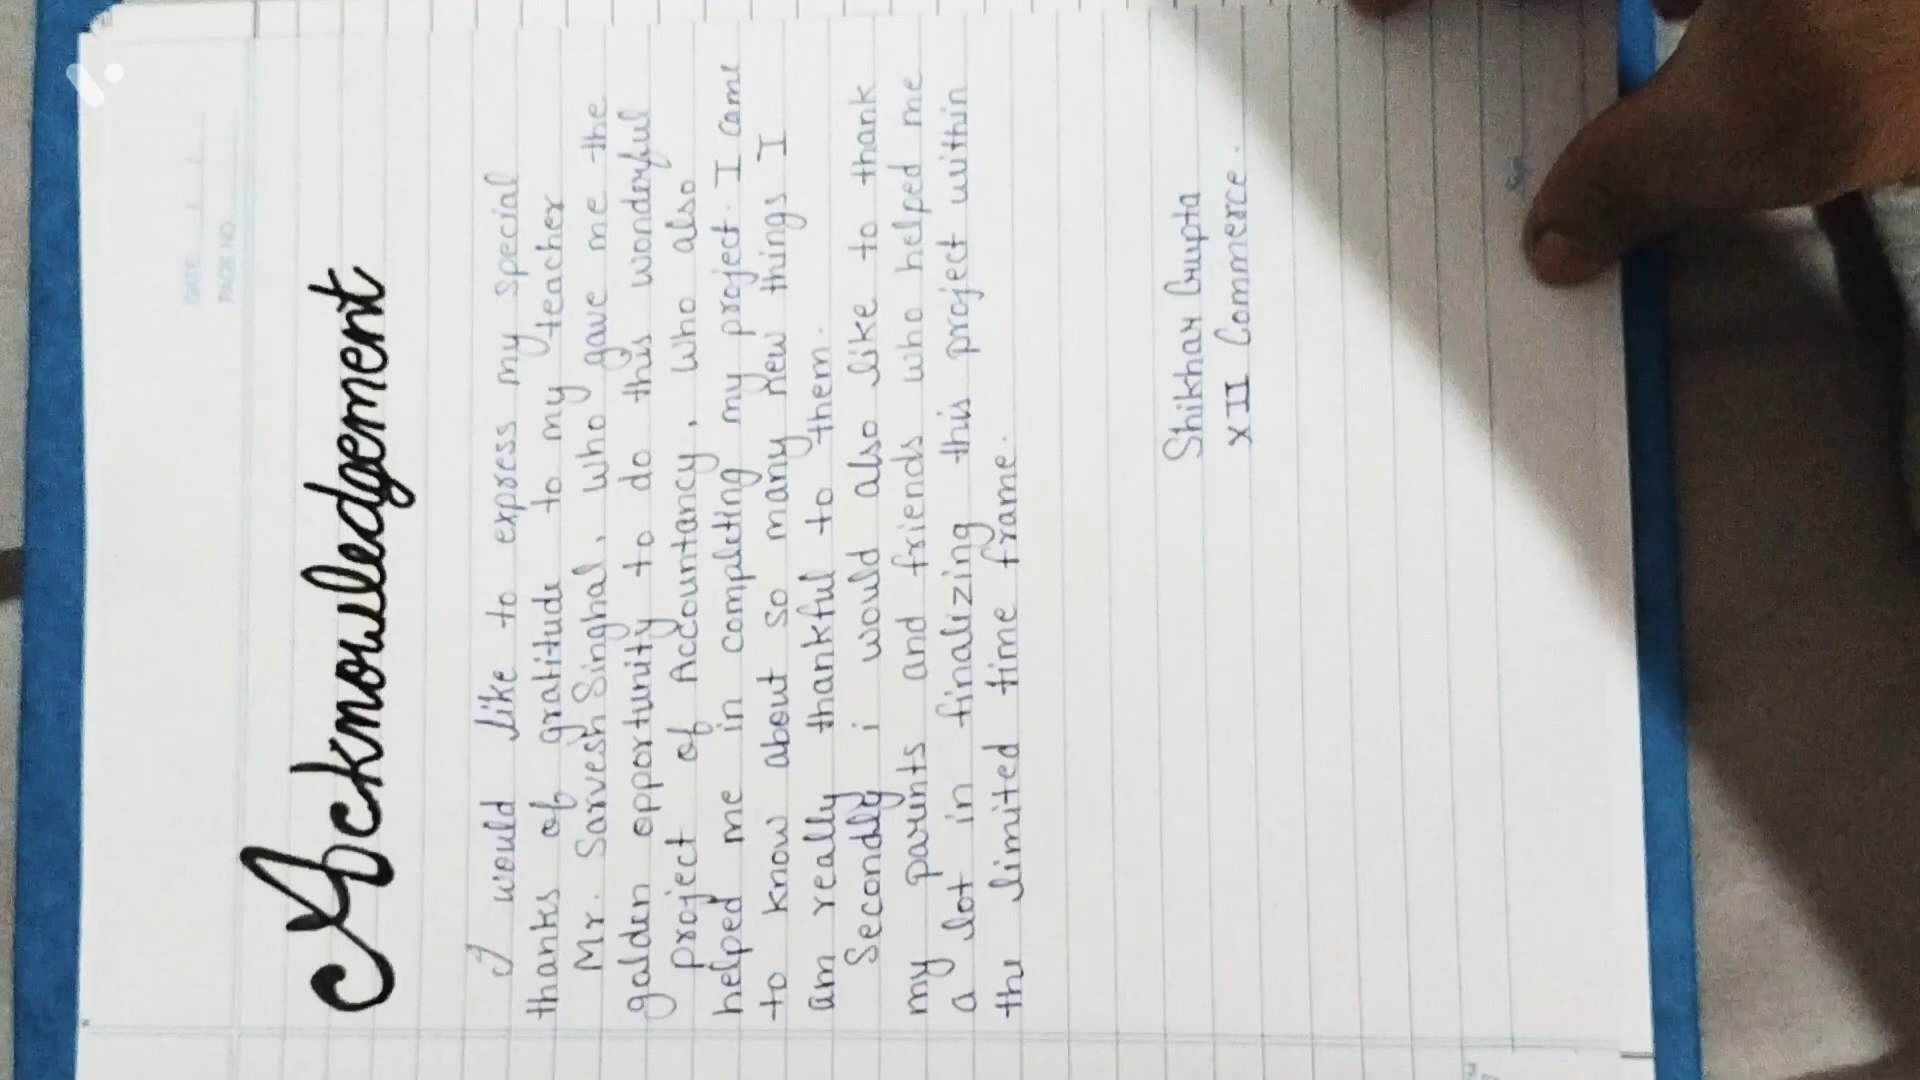 DATE
PAGE NO.
Acknowledgement
I would like to express my special
thanks of gratitude to my teacher
Mr. Sarvesh Singhal, who gave me the
golden opportunity to do this wonderful
project of Accountancy, who also
helped me in completing my project. I came
to know about so many new things I
am really thankful to them.
Secondly i would also like to thank
my parents and friends who helped me
a lot in finalizing this project within
the limited time frame.
Shikhar Gupta
XII Commerce.